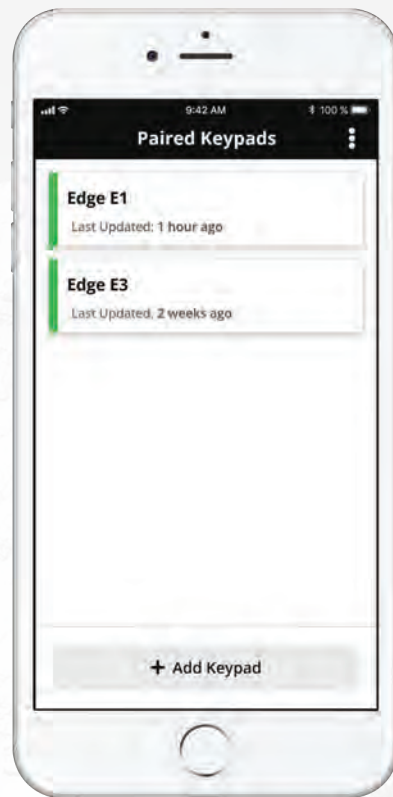 9:42 AM 100 %
Paired Keypads
Edge E1
Last Updated: 1 hour ago
Edge E3
Last Updated: 2 weeks ago
+ Add Keypad